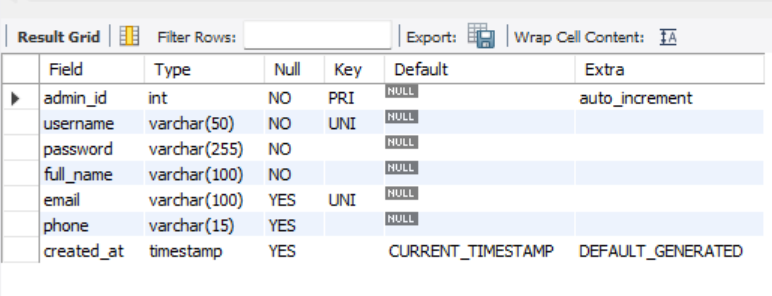 Result Grid Filter Rows: Export: Wrap Cell Content: IA
Field Type Null Key Default Extra
admin_id int NO PRI NULL auto_increment
username varchar(50) NO UNI NULL
password varchar(255) NO NULL
full_name varchar(100) NO NULL
email varchar(100) YES UNI NULL
phone varchar(15) YES NULL
created_at timestamp YES CURRENT_TIMESTAMP DEFAULT_GENERATED